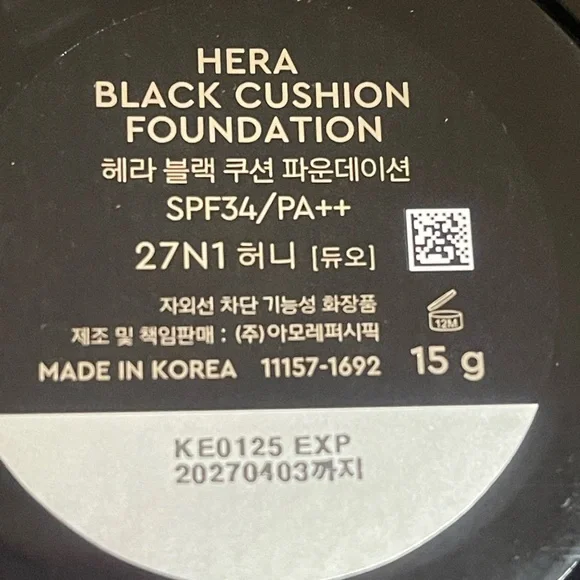 HERA
BLACK CUSHION
FOUNDATION
헤라 블랙 쿠션 파운데이션
SPF34/PA++
27N1 허니 [듀오]
자외선 차단 기능성 화장품
제조 및 책임판매 : (주)아모레퍼시픽
12M
MADE IN KOREA 11157-1692 15 g
KE0125 EXP
20270403까지